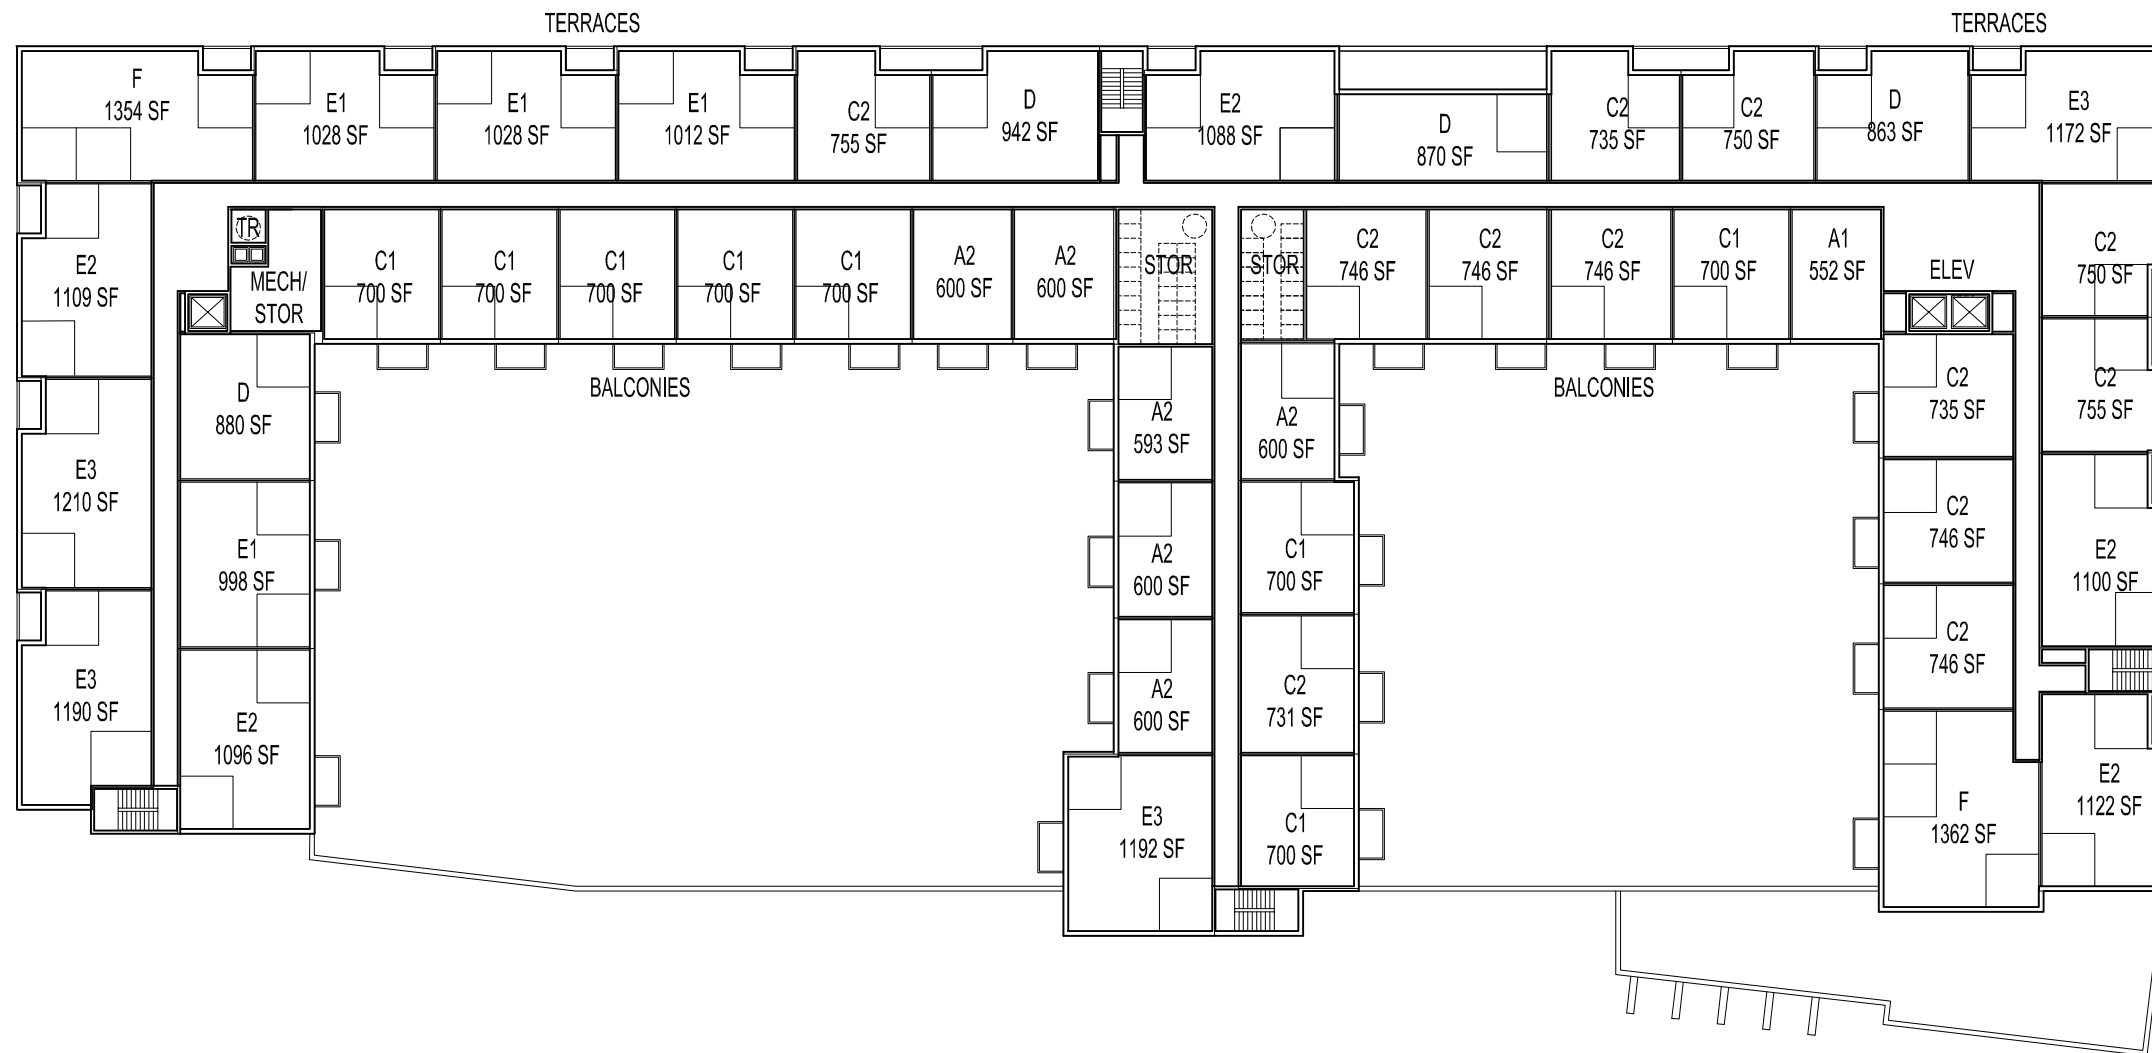 TERRACES
TERRACES
F
1354 SF
E1
1028 SF
E1
1028 SF
E1
1012 SF
C2
755 SF
D
942 SF
E2
1088 SF
D
870 SF
C2
735 SF
C2
750 SF
D
863 SF
E3
1172 SF
TR
MECH/
STOR
C1
700 SF
C1
700 SF
C1
700 SF
C1
700 SF
C1
700 SF
A2
600 SF
A2
600 SF
STOR
STOR
C2
746 SF
C2
746 SF
C2
746 SF
C1
700 SF
A1
552 SF
ELEV
C2
750 SF
E2
1109 SF
D
880 SF
BALCONIES
A2
593 SF
A2
600 SF
BALCONIES
C2
735 SF
C2
755 SF
E3
1210 SF
E1
998 SF
A2
600 SF
C1
700 SF
C2
746 SF
E2
1100 SF
E3
1190 SF
E2
1096 SF
A2
600 SF
C2
731 SF
C2
746 SF
E3
1192 SF
C1
700 SF
F
1362 SF
E2
1122 SF